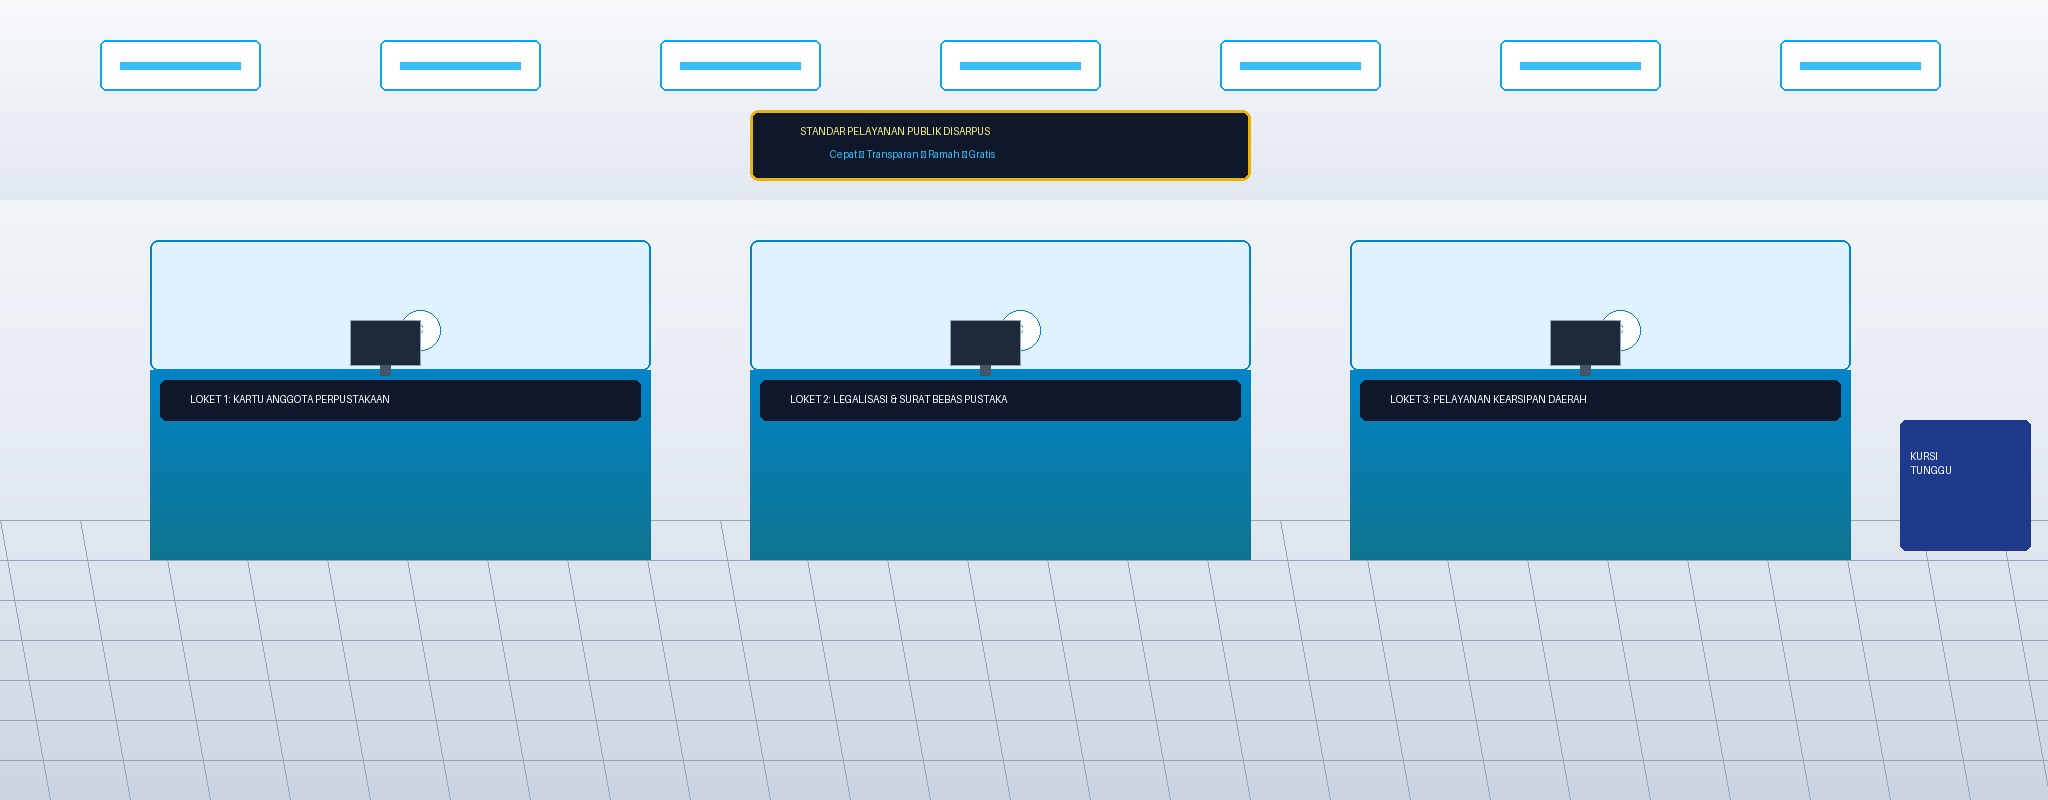 STANDAR PELAYANAN PUBLIK DISARPUS
Cepat Transparan Ramah Gratis
LOKET 1: KARTU ANGGOTA PERPUSTAKAAN
LOKET 2: LEGALISASI & SURAT BEBAS PUSTAKA
LOKET 3: PELAYANAN KEARSIPAN DAERAH
KURSI
TUNGGU